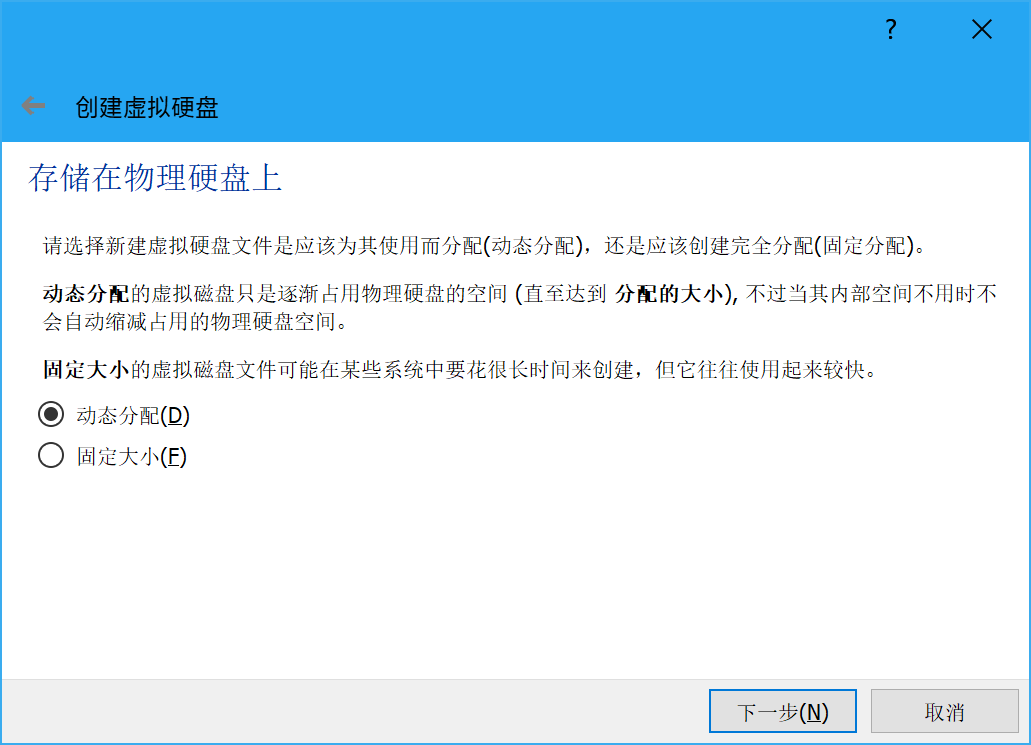 ?
创建虚拟硬盘
存储在物理硬盘上
请选择新建虚拟硬盘文件是应该为其使用而分配(动态分配)，还是应该创建完全分配(固定分配)。
动态分配的虚拟磁盘只是逐渐占用物理硬盘的空间 (直至达到 分配的大小), 不过当其内部空间不用时不
会自动缩减占用的物理硬盘空间。
固定大小的虚拟磁盘文件可能在某些系统中要花很长时间来创建，但它往往使用起来较快。
动态分配(D)
固定大小(F)
下一步(N)
取消